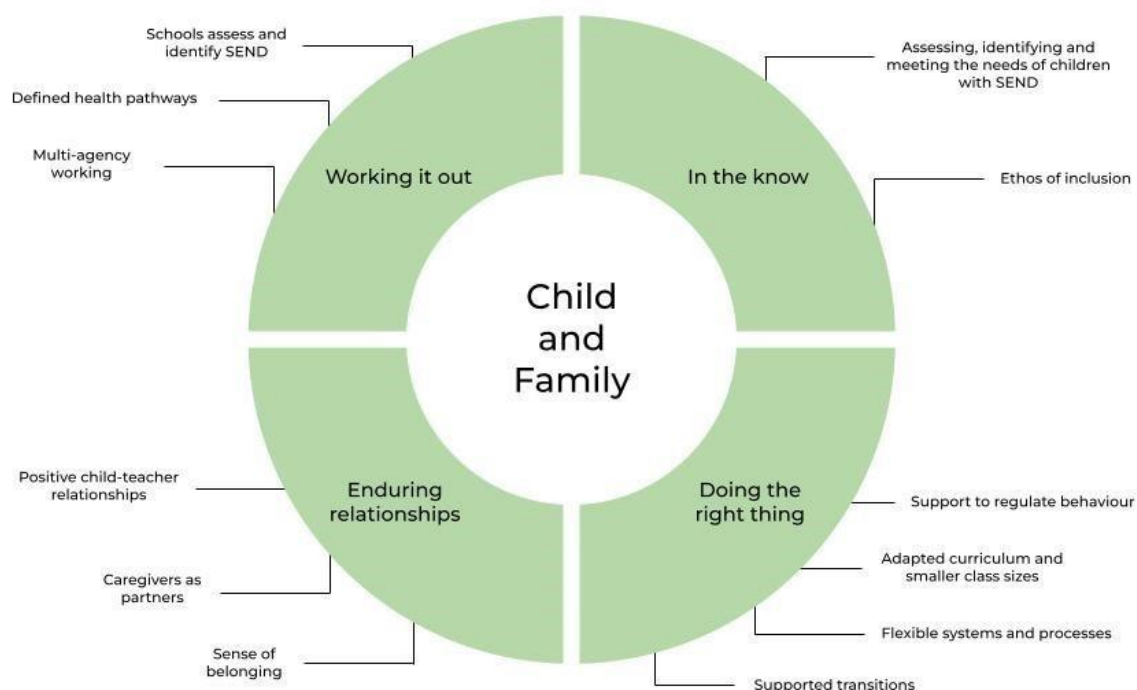 Schools assess and
identify SEND
Defined health pathways
Multi-agency
working
Working it out
Assessing, identifying and
meeting the needs of children
with SEND
Ethos of inclusion
In the know
Child
and
Family
Positive child-teacher
relationships
Caregivers as
partners
Sense of
belonging
Enduring
relationships
Doing the
right thing
Support to regulate behaviour
Adapted curriculum and
smaller class sizes
Flexible systems and processes
Supported transitions